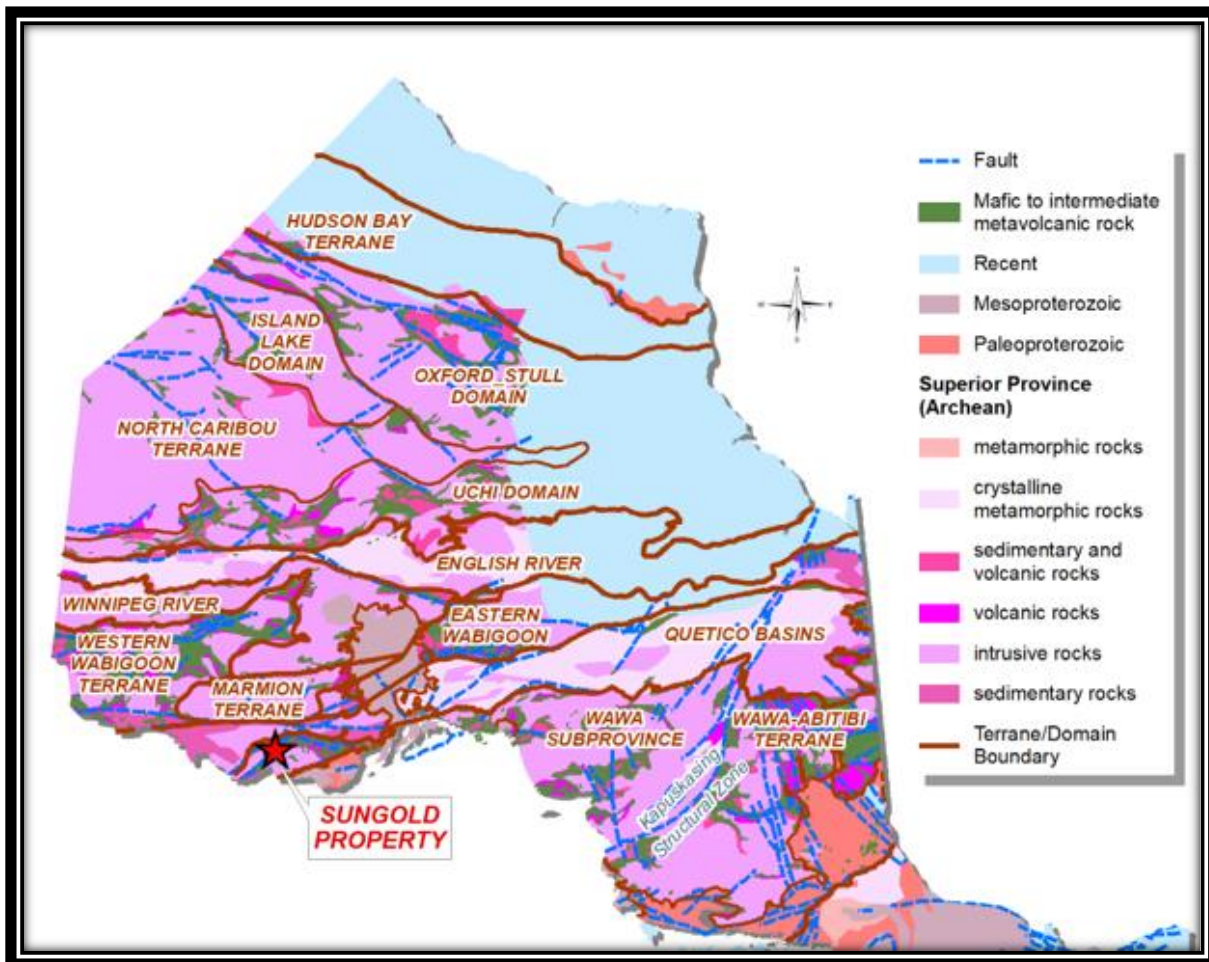 HUDSON BAY
TERRANE
ISLAND
LAKE
DOMAIN
OXFORD_STULL
DOMAIN
NORTH CARIBOU
TERRANE
UCHI DOMAIN
ENGLISH RIVER
WINNIPEG RIVER
EASTERN
WABIGOON
WESTERN
WABIGOON
TERRANE
QUETICO BASINS
MARMION
TERRANE
WAWA
SUBPROVINCE
WAWA-ABITIBI
TERRANE
Kapuskasing
Structural Zone
SUNGOLD
PROPERTY
N
W
E
S
Fault
Mafic to intermediate
metavolcanic rock
Recent
Mesoproterozoic
Paleoproterozoic
Superior Province
(Archean)
metamorphic rocks
crystalline
metamorphic rocks
sedimentary and
volcanic rocks
volcanic rocks
intrusive rocks
sedimentary rocks
Terrane/Domain
Boundary